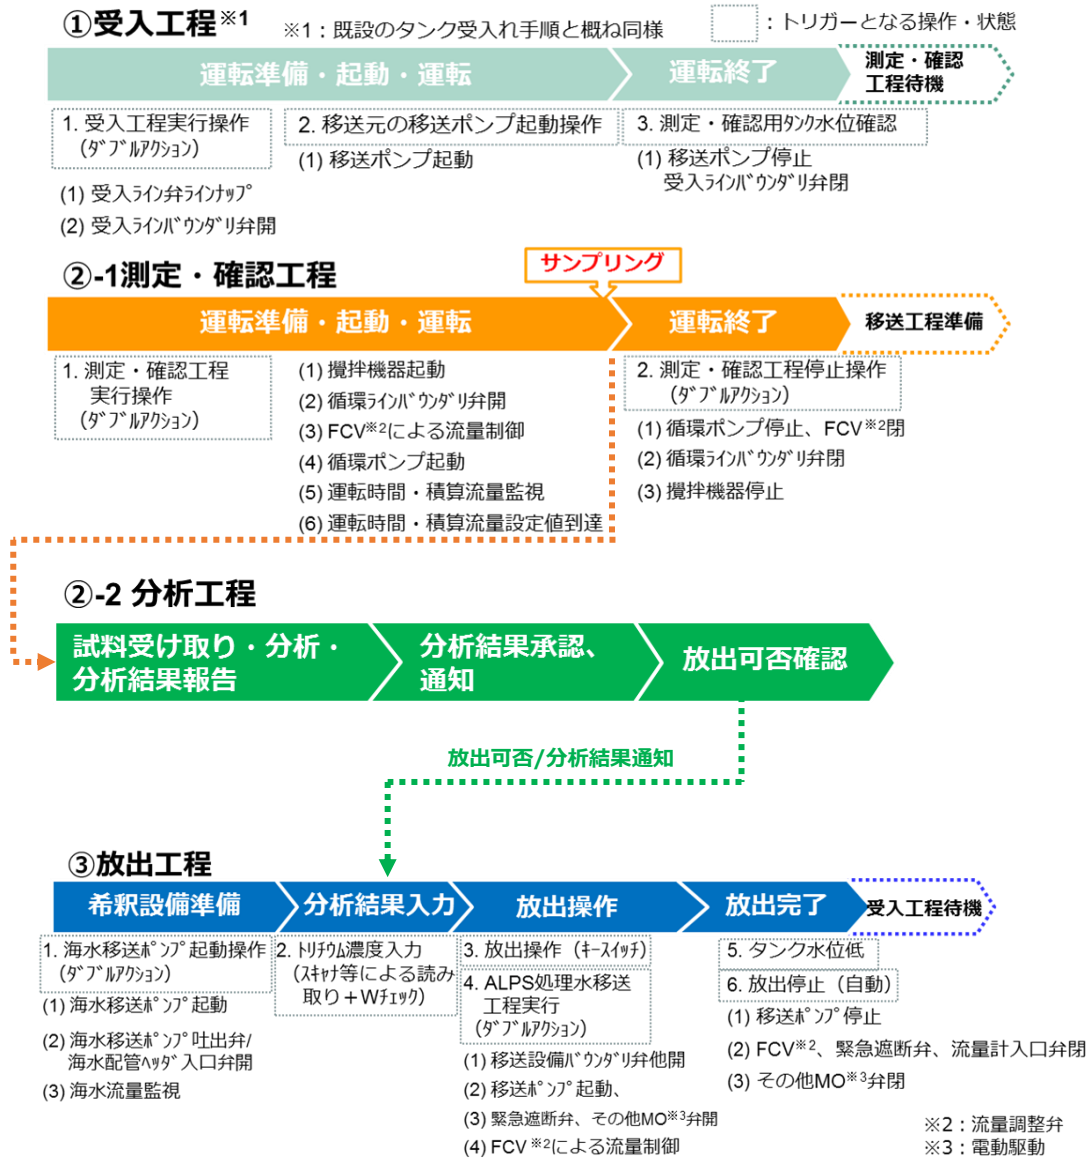 ①受入工程※1
※1：既設のタンク受入れ手順と概ね同様
：トリガーとなる操作・状態
運転準備・起動・運転
運転終了
測定・確認
工程待機
1. 受入工程実行操作
（ﾀﾞﾌﾞﾙｱｸｼｮﾝ）
(1) 受入ﾗｲﾝ弁ﾗｲﾝﾅｯﾌﾟ
(2) 受入ﾗｲﾝﾊﾞｳﾝﾀﾞﾘ弁開
2. 移送元の移送ポンプ起動操作
(1) 移送ポンプ起動
3. 測定・確認用ﾀﾝｸ水位確認
(1) 移送ポンプ停止
受入ﾗｲﾝﾊﾞｳﾝﾀﾞﾘ弁閉
②-1測定・確認工程
サンプリング
運転準備・起動・運転
運転終了
移送工程準備
1. 測定・確認工程
実行操作
（ﾀﾞﾌﾞﾙｱｸｼｮﾝ）
(1) 攪拌機器起動
(2) 循環ﾗｲﾝﾊﾞｳﾝﾀﾞﾘ弁開
(3) FCV※2による流量制御
(4) 循環ポンプ起動
(5) 運転時間・積算流量監視
(6) 運転時間・積算流量設定値到達
2. 測定・確認工程停止操作
（ﾀﾞﾌﾞﾙｱｸｼｮﾝ）
(1) 循環ポンプ停止、FCV※2閉
(2) 循環ﾗｲﾝﾊﾞｳﾝﾀﾞﾘ弁閉
(3) 攪拌機器停止
②-2 分析工程
試料受け取り・分析・
分析結果報告
分析結果承認、
通知
放出可否確認
放出可否/分析結果通知
③放出工程
希釈設備準備
分析結果入力
放出操作
放出完了
受入工程待機
1. 海水移送ﾎﾟﾝﾌﾟ起動操作
（ﾀﾞﾌﾞﾙｱｸｼｮﾝ）
(1) 海水移送ﾎﾟﾝﾌﾟ起動
(2) 海水移送ﾎﾟﾝﾌﾟ吐出弁/
海水配管ﾍｯﾀﾞ入口弁開
(3) 海水流量監視
2. ﾄﾘﾁｳﾑ濃度入力
（ｽｷｬﾅ等による読み
取り＋Wﾁｪｯｸ）
3. 放出操作（ｷｰｽｲｯﾁ）
4. ALPS処理水移送
工程実行
（ﾀﾞﾌﾞﾙｱｸｼｮﾝ）
(1) 移送設備ﾊﾞｳﾝﾀﾞﾘ弁他開
(2) 移送ﾎﾟﾝﾌﾟ起動、
(3) 緊急遮断弁、その他MO※3弁開
(4) FCV ※2による流量制御
5. タンク水位低
6. 放出停止（自動）
(1) 移送ﾎﾟﾝﾌﾟ停止
(2) FCV※2、緊急遮断弁、流量計入口弁閉
(3) その他MO※3弁閉
※2：流量調整弁
※3：電動駆動